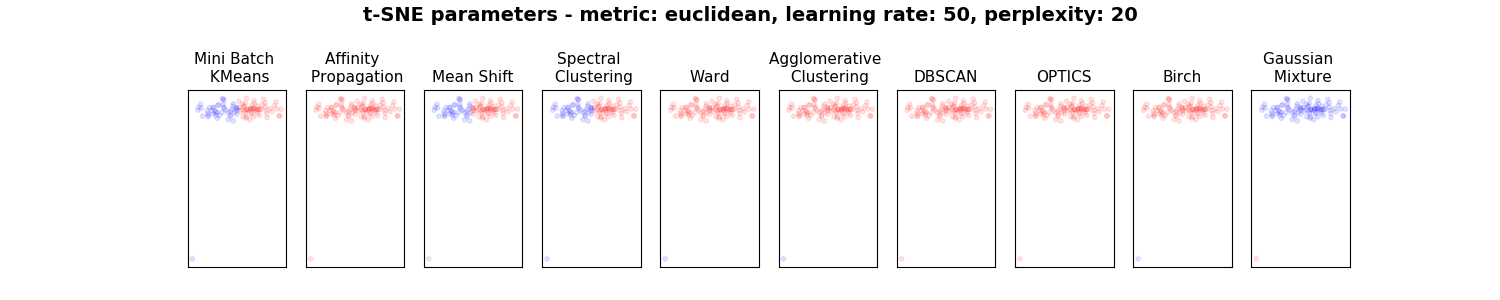 t-SNE parameters - metric: euclidean, learning rate: 50, perplexity: 20
Mini Batch
KMeans
Affinity
Propagation
Mean Shift
Spectral
Clustering
Ward
Agglomerative
Clustering
DBSCAN
OPTICS
Birch
Gaussian
Mixture